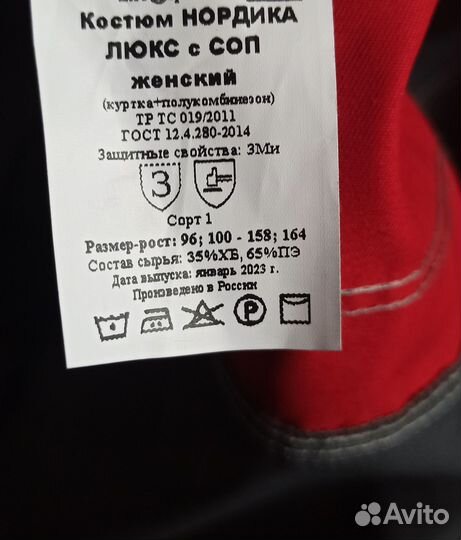 Костюм НОРДИКА
ЛЮКС с СОП
женский
(куртка+полукомбинезон)
ТР ТС 019/2011
ГОСТ 12.4.280-2014
Защитные свойства: ЗМи
З
Сорт 1
Размер-рост: 96; 100 - 158; 164
Состав сырья: 35%ХБ, 65%ПЭ
Дата выпуска: январь 2023 г.
Произведено в России
P
Avito